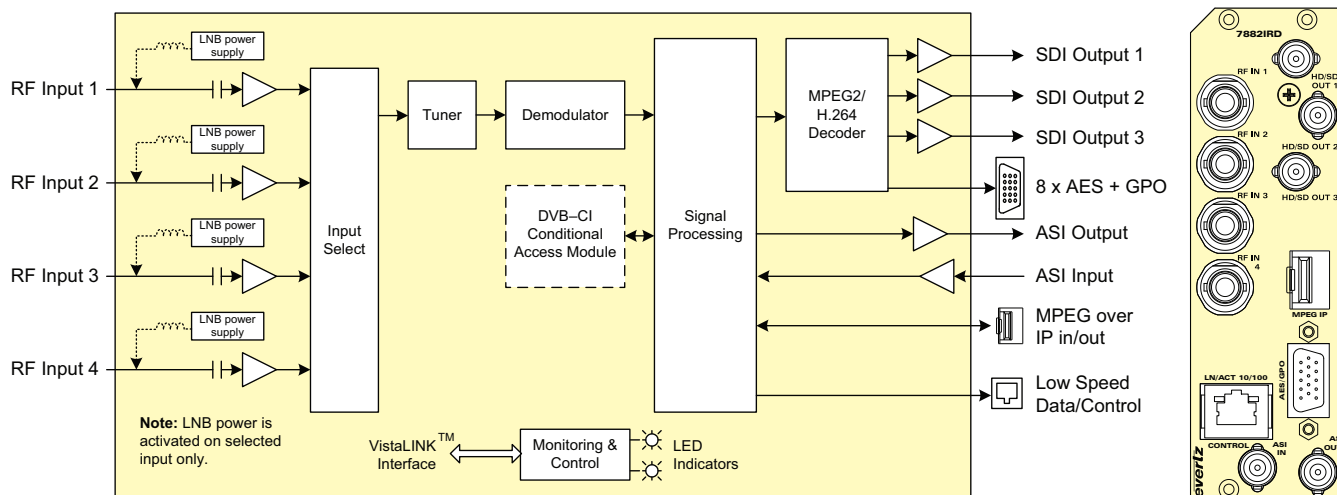 LNB power
supply
RF Input 1
LNB power
supply
RF Input 2
LNB power
supply
RF Input 3
LNB power
supply
RF Input 4
Input
Select
Tuner
Demodulator
DVB–CI
Conditional
Access Module
Signal
Processing
MPEG2/
H.264
Decoder
SDI Output 1
SDI Output 2
SDI Output 3
8 x AES + GPO
ASI Output
ASI Input
MPEG over
IP in/out
Low Speed
Data/Control
Note: LNB power is
activated on selected
input only.
VistaLINK™
Interface
Monitoring &
Control
LED
Indicators
7882IRD
RF IN 1
HD/SD
OUT 1
RF IN 2
HD/SD OUT 2
RF IN 3
HD/SD OUT 3
RF IN
4
MPEG IP
LN/ACT 10/100
AES/GPO
CONTROL
ASI
IN
evertz